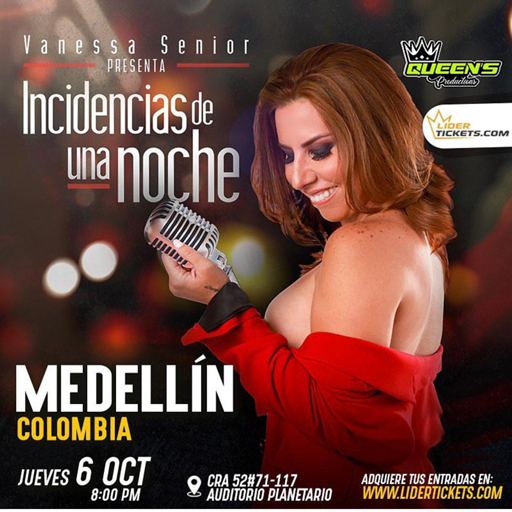 Vanessa Senior
PRESENTA
Incidencias de
una noche
QUEEN'S
Productions
LIDER
TICKETS.COM
MEDELLÍN
COLOMBIA
JUEVES 6 OCT
8:00 PM
CRA 52#71-117
AUDITORIO PLANETARIO
ADQUIERE TUS ENTRADAS EN:
WWW.LIDERTICKETS.COM